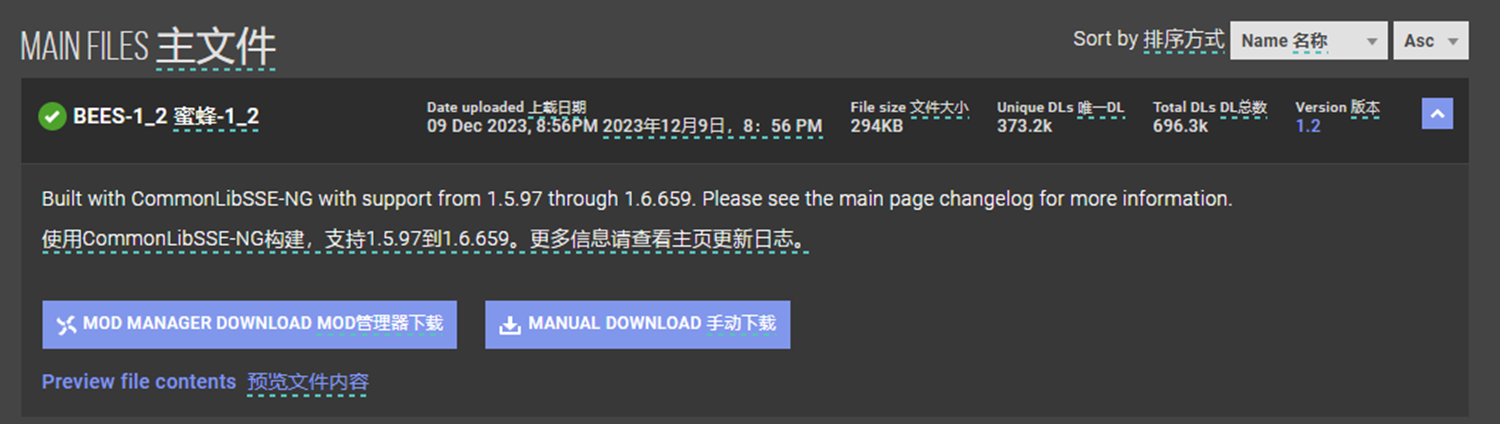 MAIN FILES 主文件
Sort by 排序方式 Name 名称 Asc
BEES-1_2 蜜蜂-1_2
Date uploaded 上载日期
09 Dec 2023, 8:56PM 2023年12月9日，8：56 PM
File size 文件大小
294KB
Unique DLs 唯一DL
373.2k
Total DLs DL总数
696.3k
Version 版本
1.2
Built with CommonLibSSE-NG with support from 1.5.97 through 1.6.659. Please see the main page changelog for more information.
使用CommonLibSSE-NG构建，支持1.5.97到1.6.659。更多信息请查看主页更新日志。
MOD MANAGER DOWNLOAD MOD管理器下载
MANUAL DOWNLOAD 手动下载
Preview file contents 预览文件内容